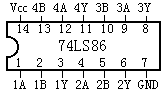 Vcc 4B 4A 4Y 3B 3A 3Y
14 13 12 11 10 9 8
74LS86
1 2 3 4 5 6 7
1A 1B 1Y 2A 2B 2Y GND